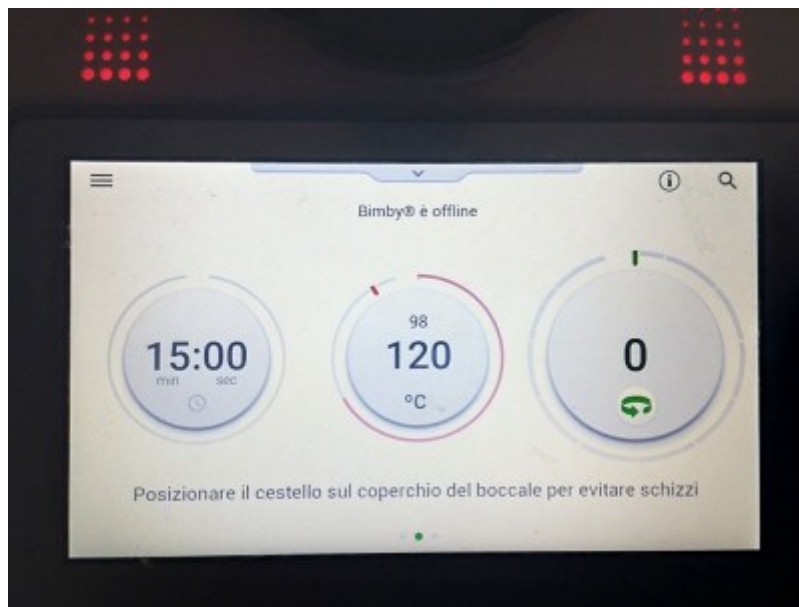 Bimby® è offline
15:00
min sec
98
120
°C
0
Posizionare il cestello sul coperchio del boccale per evitare schizzi